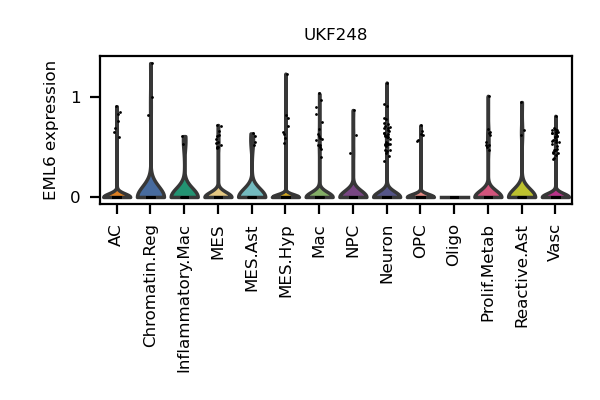 UKF248
EML6 expression
1
0
AC
Chromatin.Reg
Inflammatory.Mac
MES
MES.Ast
MES.Hyp
Mac
NPC
Neuron
OPC
Oligo
Prolif.Metab
Reactive.Ast
Vasc